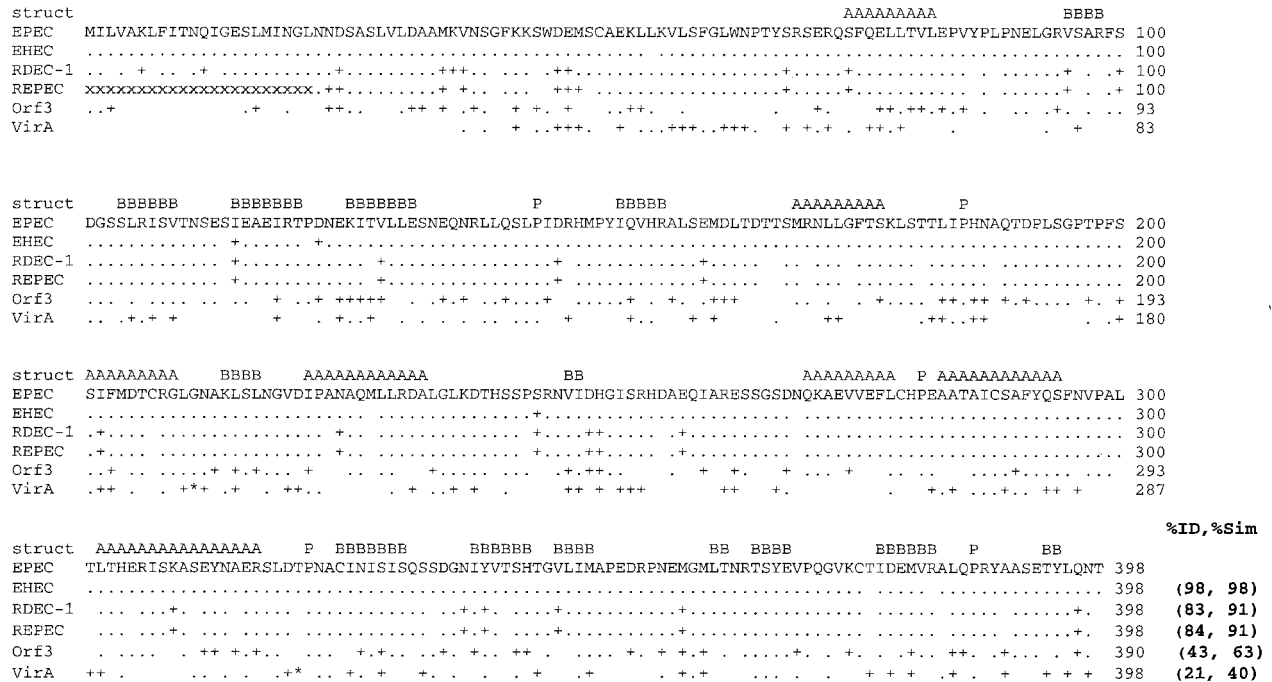 struct AAAAAAAAA BBBB
EPEC MILVAKLFITNQIGESLMINGLNNDSASLVLDAAMKVNSGFKKSWDEMSCAEKLLKVLSFGLWNPTYSRSERQSFQELLTVLEPVYPLPNELGRVSARFS 100
EHEC 100
RDEC-1 100
REPEC xxxxxxxxxxxxxxxxxxxxxx 100
Orf3 93
VirA 83
struct BBBBBB BBBBBBB BBBBBBB P BBBBB AAAAAAAAA P
EPEC DGSSLRISVTNSESIEAEIRTPDNEKITVLLESNEQNRLLQSLPIDRHMPYIQVHRALSEMDLTDTTSMRNLLGFTSKLSTTLIPHNAQTDPLSGPTPFS 200
EHEC 200
RDEC-1 200
REPEC 200
Orf3 193
VirA 180
struct AAAAAAAAA BBBB AAAAAAAAAAAA BB AAAAAAAAA P AAAAAAAAAAAA
EPEC SIFMDTCRGLGNAKLSLNGVDIPANAQMLLRDALGLKDTHSSPSRNVIDHGISRHDAEQIARESSGSDNQKAEVVEFLCHPEAATAICSAFYQSFNVPAL 300
EHEC 300
RDEC-1 300
REPEC 300
Orf3 293
VirA 287
%ID,%Sim
struct AAAAAAAAAAAAAAAA P BBBBBBB BBBBBB BBBB BB BBBB BBBBBB P BB
EPEC TLTHERISKASEYNAERSLDTPNACINISISQSSDGNIYVTSHTGVLIMAPEDRPNEMGMLTNRTSYEVPQGVKCTIDEMVRALQPRYAASETYLQNT 398
EHEC 398 (98, 98)
RDEC-1 398 (83, 91)
REPEC 398 (84, 91)
Orf3 390 (43, 63)
VirA 398 (21, 40)